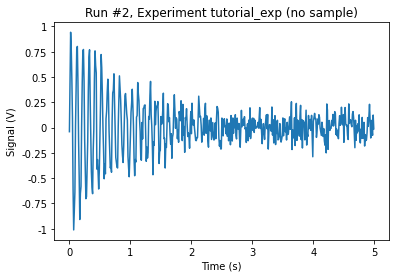 Run #2, Experiment tutorial_exp (no sample)
1
0.75
0.5
0.25
0
-0.25
-0.5
-0.75
-1
Signal (V)
0 1 2 3 4 5
Time (s)